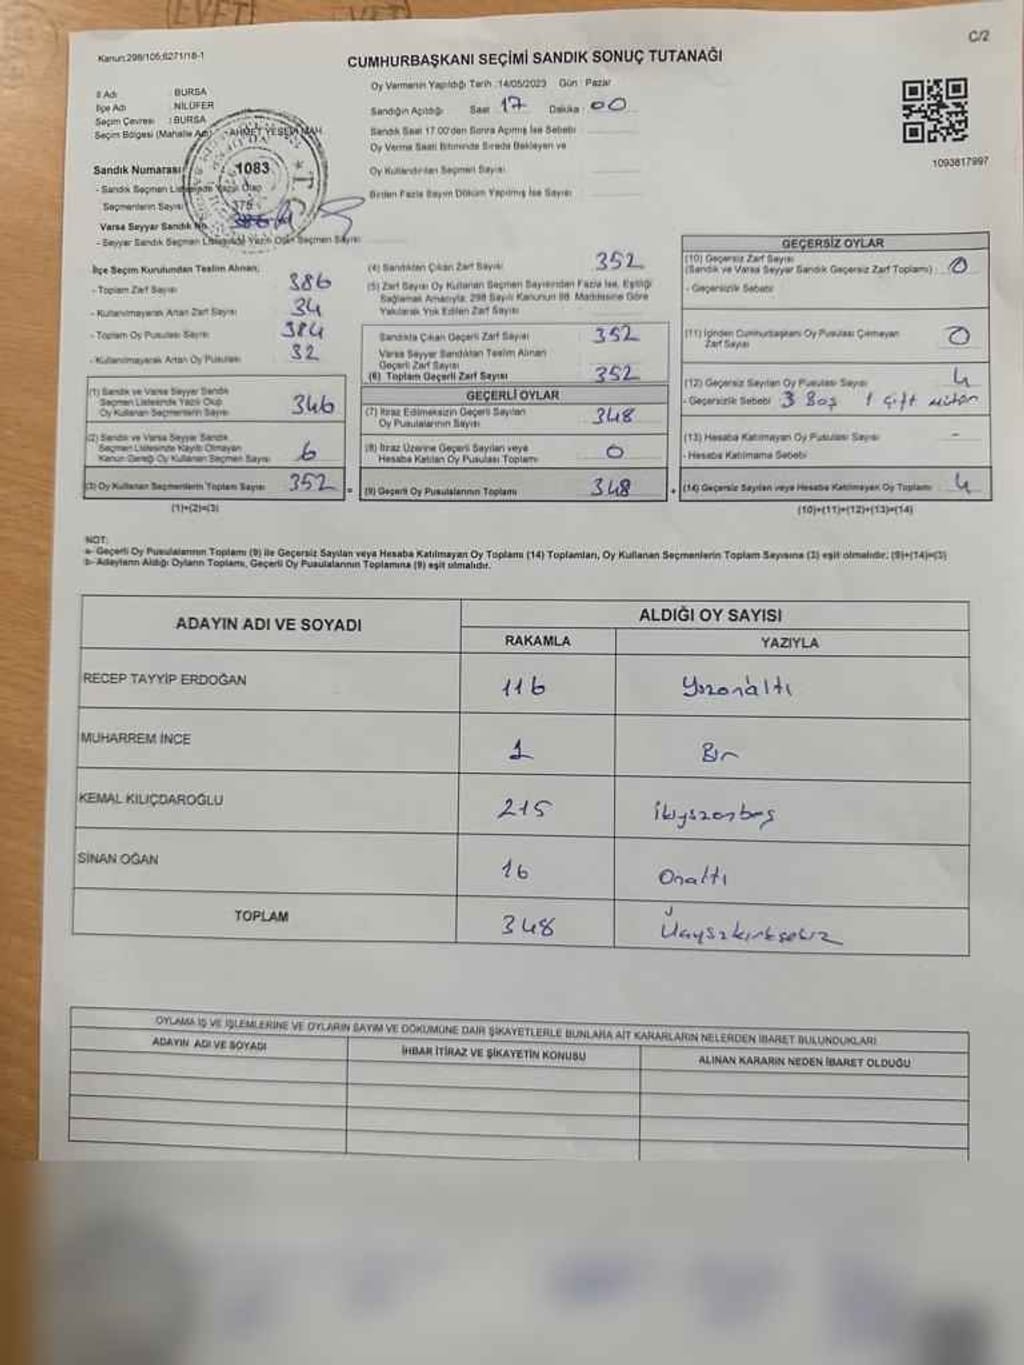 C/2
Kanun:298/105;6271/18-1
CUMHURBAŞKANI SEÇİMİ SANDIK SONUÇ TUTANAĞI
İl Adı : BURSA
İlçe Adı : NİLÜFER
Seçim Çevresi : BURSA
Seçim Bölgesi (Mahalle Adı) : AHMET YESEVİ MAH.
Sandık Numarası 1083
- Sandık Seçmen Listesinde Yazılı Olup
Seçmenlerin Sayısı 375
Varsa Seyyar Sandık No
- Seyyar Sandık Seçmen Listesinde Yazılı Olan Seçmen Sayısı
Oy Vermenin Yapıldığı Tarih :14/05/2023 Gün : Pazar
Sandığın Açıldığı Saat 17 Dakika : 00
Sandık Saat 17.00'den Sonra Açılmış İse Sebebi
Oy Verme Saati Bitiminde Sırada Bekleyen ve
Oy Kullandırılan Seçmen Sayısı
Birden Fazla Sayım Döküm Yapılmış İse Sayısı
1093817997
İlçe Seçim Kurulundan Teslim Alınan;
- Toplam Zarf Sayısı 386
- Kullanılmayarak Artan Zarf Sayısı 34
- Toplam Oy Pusulası Sayısı 384
- Kullanılmayarak Artan Oy Pusulası 32
(1) Sandık ve Varsa Seyyar Sandık
Seçmen Listesinde Yazılı Olup
Oy Kullanan Seçmenlerin Sayısı 346
(2) Sandık ve Varsa Seyyar Sandık
Seçmen Listesinde Kayıtlı Olmayan
Kanun Gereği Oy Kullanan Seçmen Sayısı 6
(3) Oy Kullanan Seçmenlerin Toplam Sayısı 352 =
(1)+(2)=(3)
(4) Sandıktan Çıkan Zarf Sayısı 352
(5) Zarf Sayısı Oy Kullanan Seçmen Sayısından Fazla İse, Eşitliği
Sağlamak Amacıyla, 298 Sayılı Kanunun 98. Maddesine Göre
Yakılarak Yok Edilen Zarf Sayısı
Sandıkta Çıkan Geçerli Zarf Sayısı 352
Varsa Seyyar Sandıktan Teslim Alınan
Geçerli Zarf Sayısı
(6) Toplam Geçerli Zarf Sayısı 352
GEÇERLİ OYLAR
(7) İtiraz Edilmeksizin Geçerli Sayılan
Oy Pusulalarının Sayısı 348
(8) İtiraz Üzerine Geçerli Sayılan veya
Hesaba Katılan Oy Pusulası Toplamı 0
(9) Geçerli Oy Pusulalarının Toplamı 348 +
GEÇERSİZ OYLAR
(10) Geçersiz Zarf Sayısı
(Sandık ve Varsa Seyyar Sandık Geçersiz Zarf Toplamı) 0
- Geçersizlik Sebebi
(11) İçinden Cumhurbaşkanı Oy Pusulası Çıkmayan
Zarf Sayısı 0
(12) Geçersiz Sayılan Oy Pusulası Sayısı 4
- Geçersizlik Sebebi 3 Boş 1 Çift mühür
(13) Hesaba Katılmayan Oy Pusulası Sayısı -
- Hesaba Katılmama Sebebi
(14) Geçersiz Sayılan veya Hesaba Katılmayan Oy Toplamı 4
(10)+(11)+(12)+(13)=(14)
NOT:
a- Geçerli Oy Pusulalarının Toplamı (9) ile Geçersiz Sayılan veya Hesaba Katılmayan Oy Toplamı (14) Toplamları, Oy Kullanan Seçmenlerin Toplam Sayısına (3) eşit olmalıdır. (9)+(14)=(3)
b- Adayların Aldığı Oyların Toplamı, Geçerli Oy Pusulalarının Toplamına (9) eşit olmalıdır.
ADAYIN ADI VE SOYADI ALDIĞI OY SAYISI
RAKAMLA YAZIYLA
RECEP TAYYİP ERDOĞAN 116 Yüzonaltı
MUHARREM İNCE 1 Bir
KEMAL KILIÇDAROĞLU 215 İkiyüzonbeş
SİNAN OĞAN 16 Onaltı
TOPLAM 348 Üçyüzkırksekiz
OYLAMA İŞ VE İŞLEMLERİNE VE OYLARIN SAYIM VE DÖKÜMÜNE DAİR ŞİKAYETLERLE BUNLARA AİT KARARLARIN NELERDEN İBARET BULUNDUKLARI
ADAYIN ADI VE SOYADI İHBAR İTİRAZ VE ŞİKAYETİN KONUSU ALINAN KARARIN NEDEN İBARET OLDUĞU